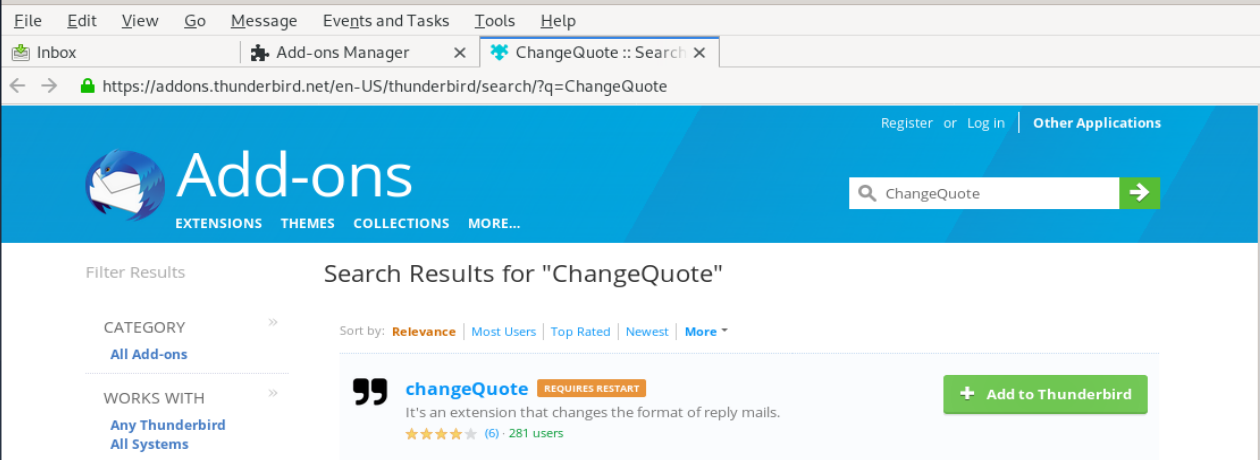 File Edit View Go Message Events and Tasks Tools Help
Inbox Add-ons Manager ChangeQuote :: Search
https://addons.thunderbird.net/en-US/thunderbird/search/?q=ChangeQuote
Register or Log in Other Applications
Add-ons
ChangeQuote
EXTENSIONS THEMES COLLECTIONS MORE...
Filter Results
Search Results for "ChangeQuote"
CATEGORY »
All Add-ons
Sort by: Relevance Most Users Top Rated Newest More
WORKS WITH »
Any Thunderbird
All Systems
changeQuote REQUIRES RESTART
It's an extension that changes the format of reply mails.
(6) · 281 users
Add to Thunderbird